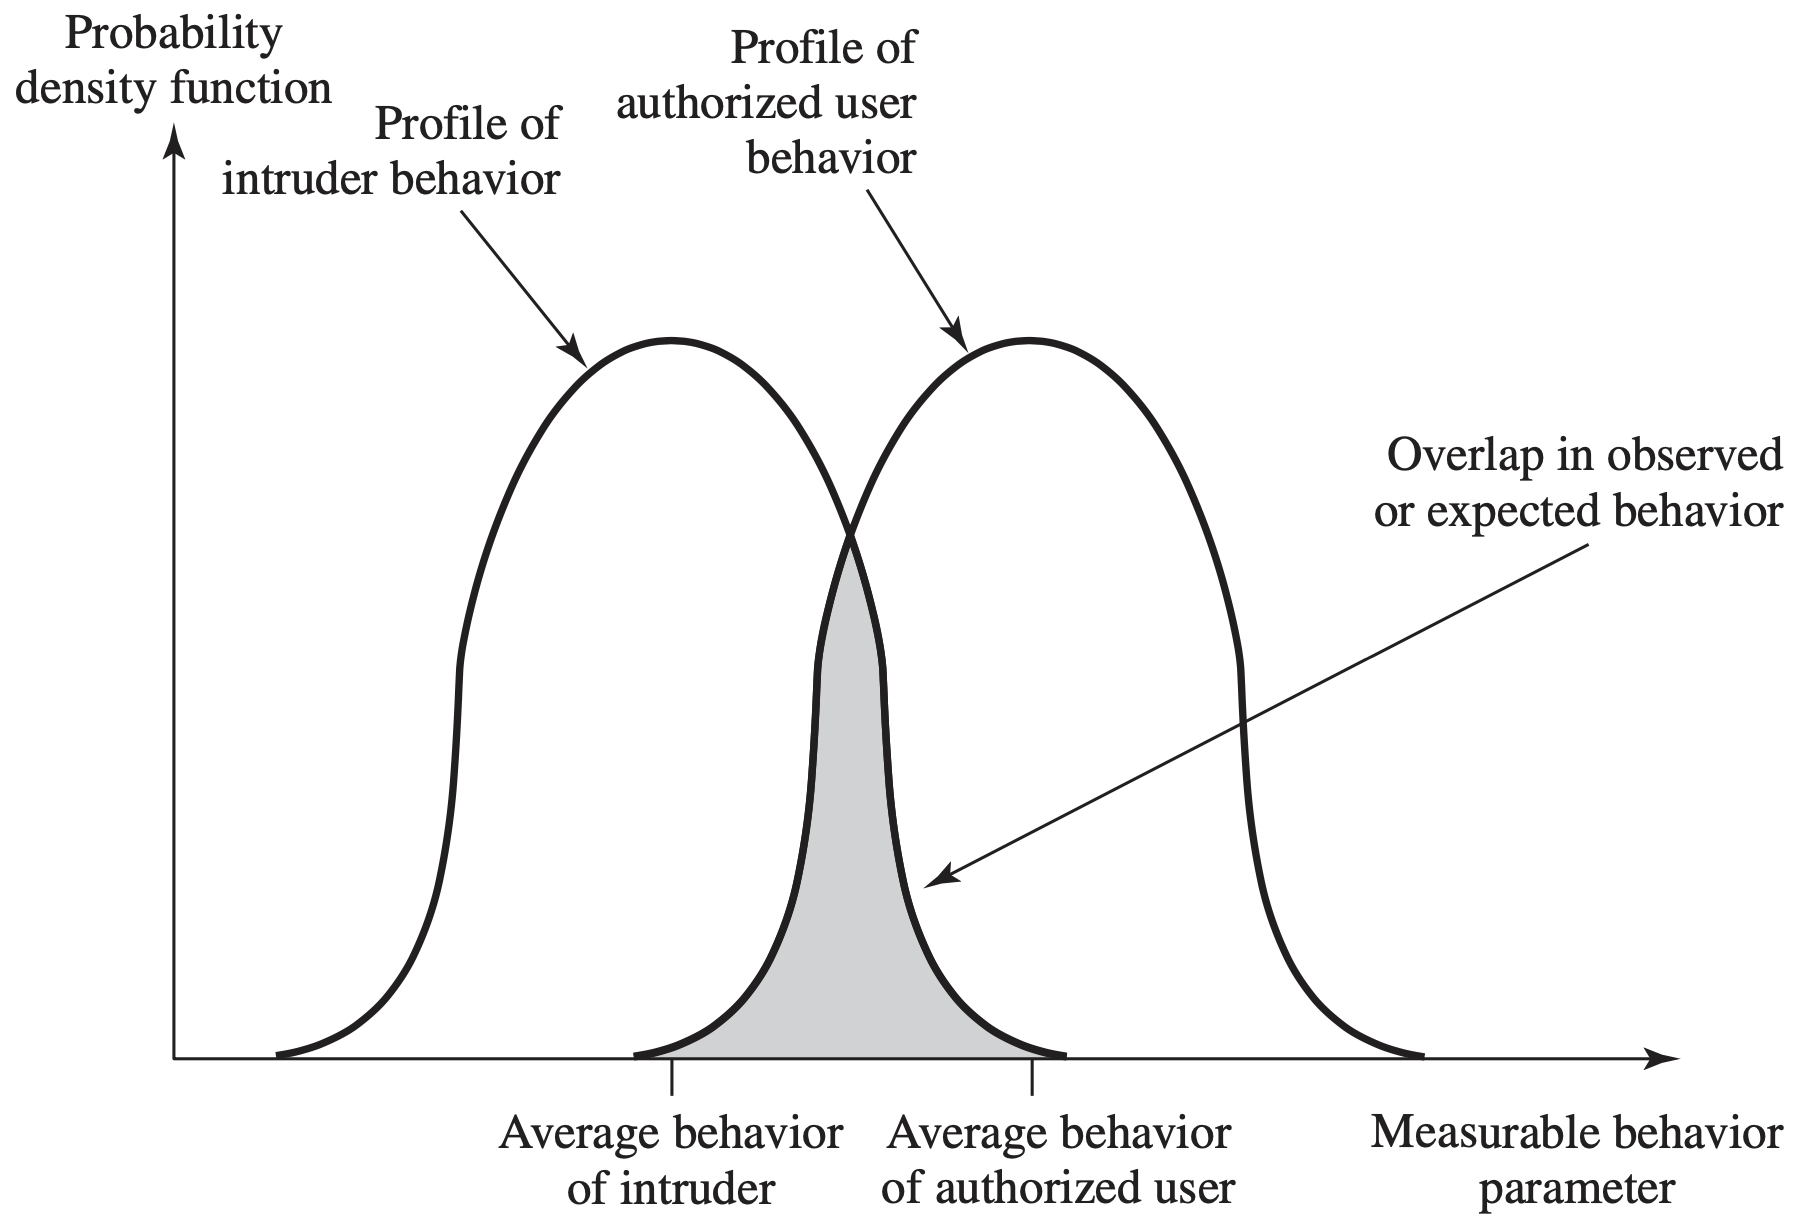 Probability
density function
Profile of
intruder behavior
Profile of
authorized user
behavior
Overlap in observed
or expected behavior
Average behavior
of intruder
Average behavior
of authorized user
Measurable behavior
parameter